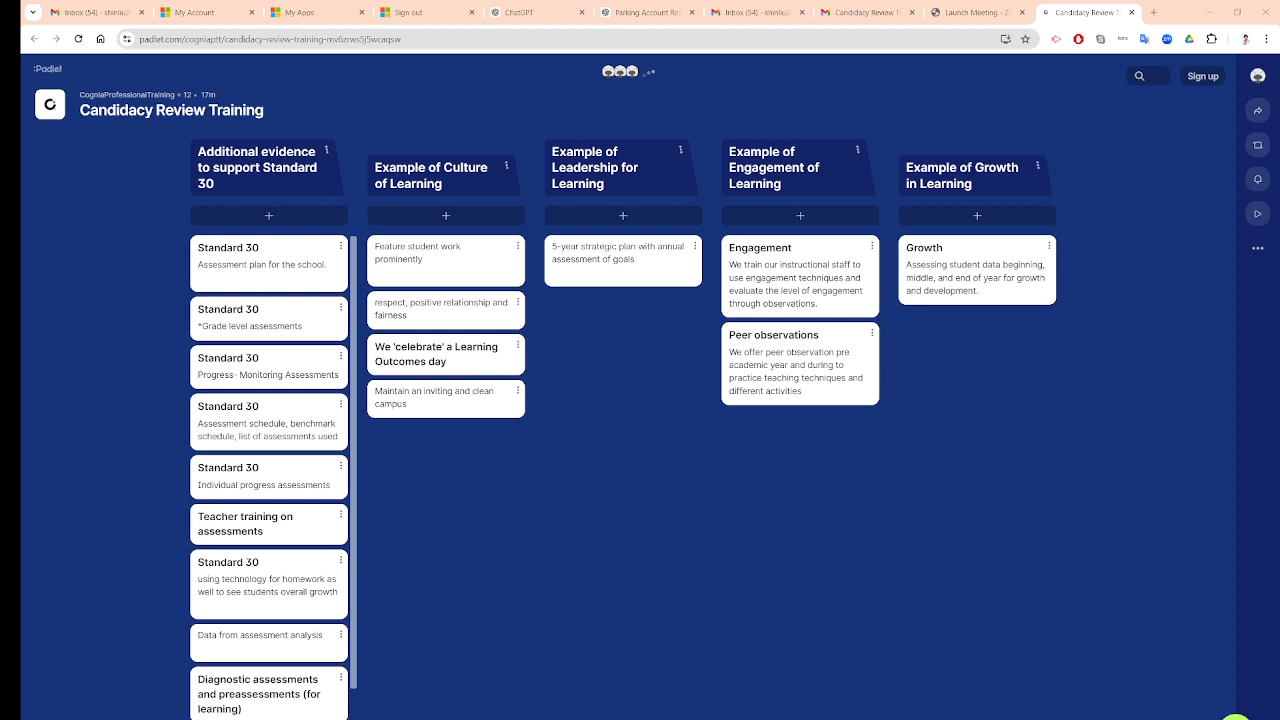 Inbox (54) - shinliu2
My Account
My Apps
Sign out
ChatGPT
Parking Account Re
Inbox (54) - shinliu2
Candidacy Review T
Launch Meeting - Z
Candidacy Review T
padlet.com/cogniaptt/candidacy-review-training-mv6zrws5j5wcaqsw
:Padlet
Sign up
CogniaProfessionalTraining + 12 • 17m
Candidacy Review Training
Additional evidence
to support Standard
30
Standard 30
Assessment plan for the school.
Standard 30
*Grade level assessments
Standard 30
Progress- Monitoring Assessments
Standard 30
Assessment schedule, benchmark
schedule, list of assessments used
Standard 30
Individual progress assessments
Teacher training on
assessments
Standard 30
using technology for homework as
well to see students overall growth
Data from assessment analysis
Diagnostic assessments
and preassessments (for
learning)
Example of Culture
of Learning
Feature student work
prominently
respect, positive relationship and
fairness
We 'celebrate' a Learning
Outcomes day
Maintain an inviting and clean
campus
Example of
Leadership for
Learning
5-year strategic plan with annual
assessment of goals
Example of
Engagement of
Learning
Engagement
We train our instructional staff to
use engagement techniques and
evaluate the level of engagement
through observations.
Peer observations
We offer peer observation pre
academic year and during to
practice teaching techniques and
different activities
Example of Growth
in Learning
Growth
Assessing student data beginning,
middle, and end of year for growth
and development.